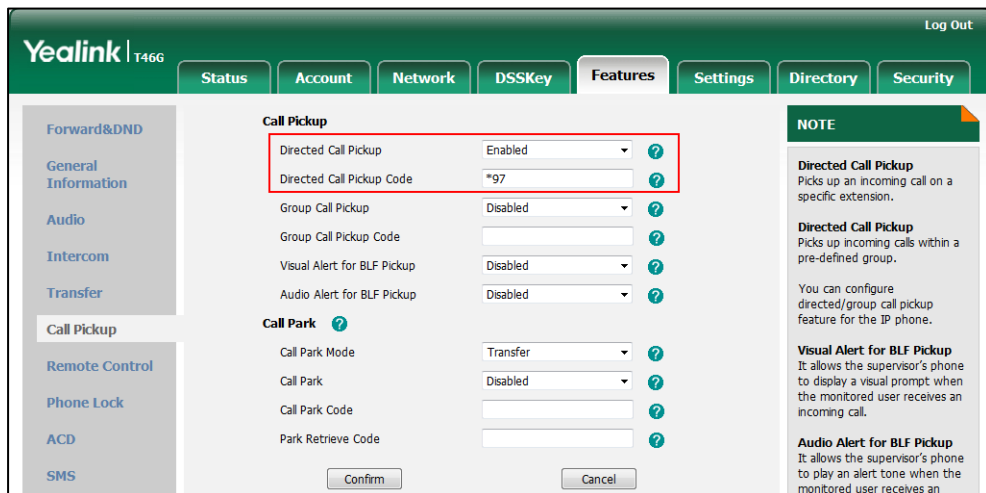 Log Out
Yealink T46G
Status Account Network DSSKey Features Settings Directory Security
Forward&DND
General
Information
Audio
Intercom
Transfer
Call Pickup
Remote Control
Phone Lock
ACD
SMS
Call Pickup
Directed Call Pickup Enabled
Directed Call Pickup Code *97
Group Call Pickup Disabled
Group Call Pickup Code
Visual Alert for BLF Pickup Disabled
Audio Alert for BLF Pickup Disabled
Call Park
Call Park Mode Transfer
Call Park Disabled
Call Park Code
Park Retrieve Code
Confirm Cancel
NOTE
Directed Call Pickup
Picks up an incoming call on a
specific extension.
Directed Call Pickup
Picks up incoming calls within a
pre-defined group.
You can configure
directed/group call pickup
feature for the IP phone.
Visual Alert for BLF Pickup
It allows the supervisor's phone
to display a visual prompt when
the monitored user receives an
incoming call.
Audio Alert for BLF Pickup
It allows the supervisor's phone
to play an alert tone when the
monitored user receives an